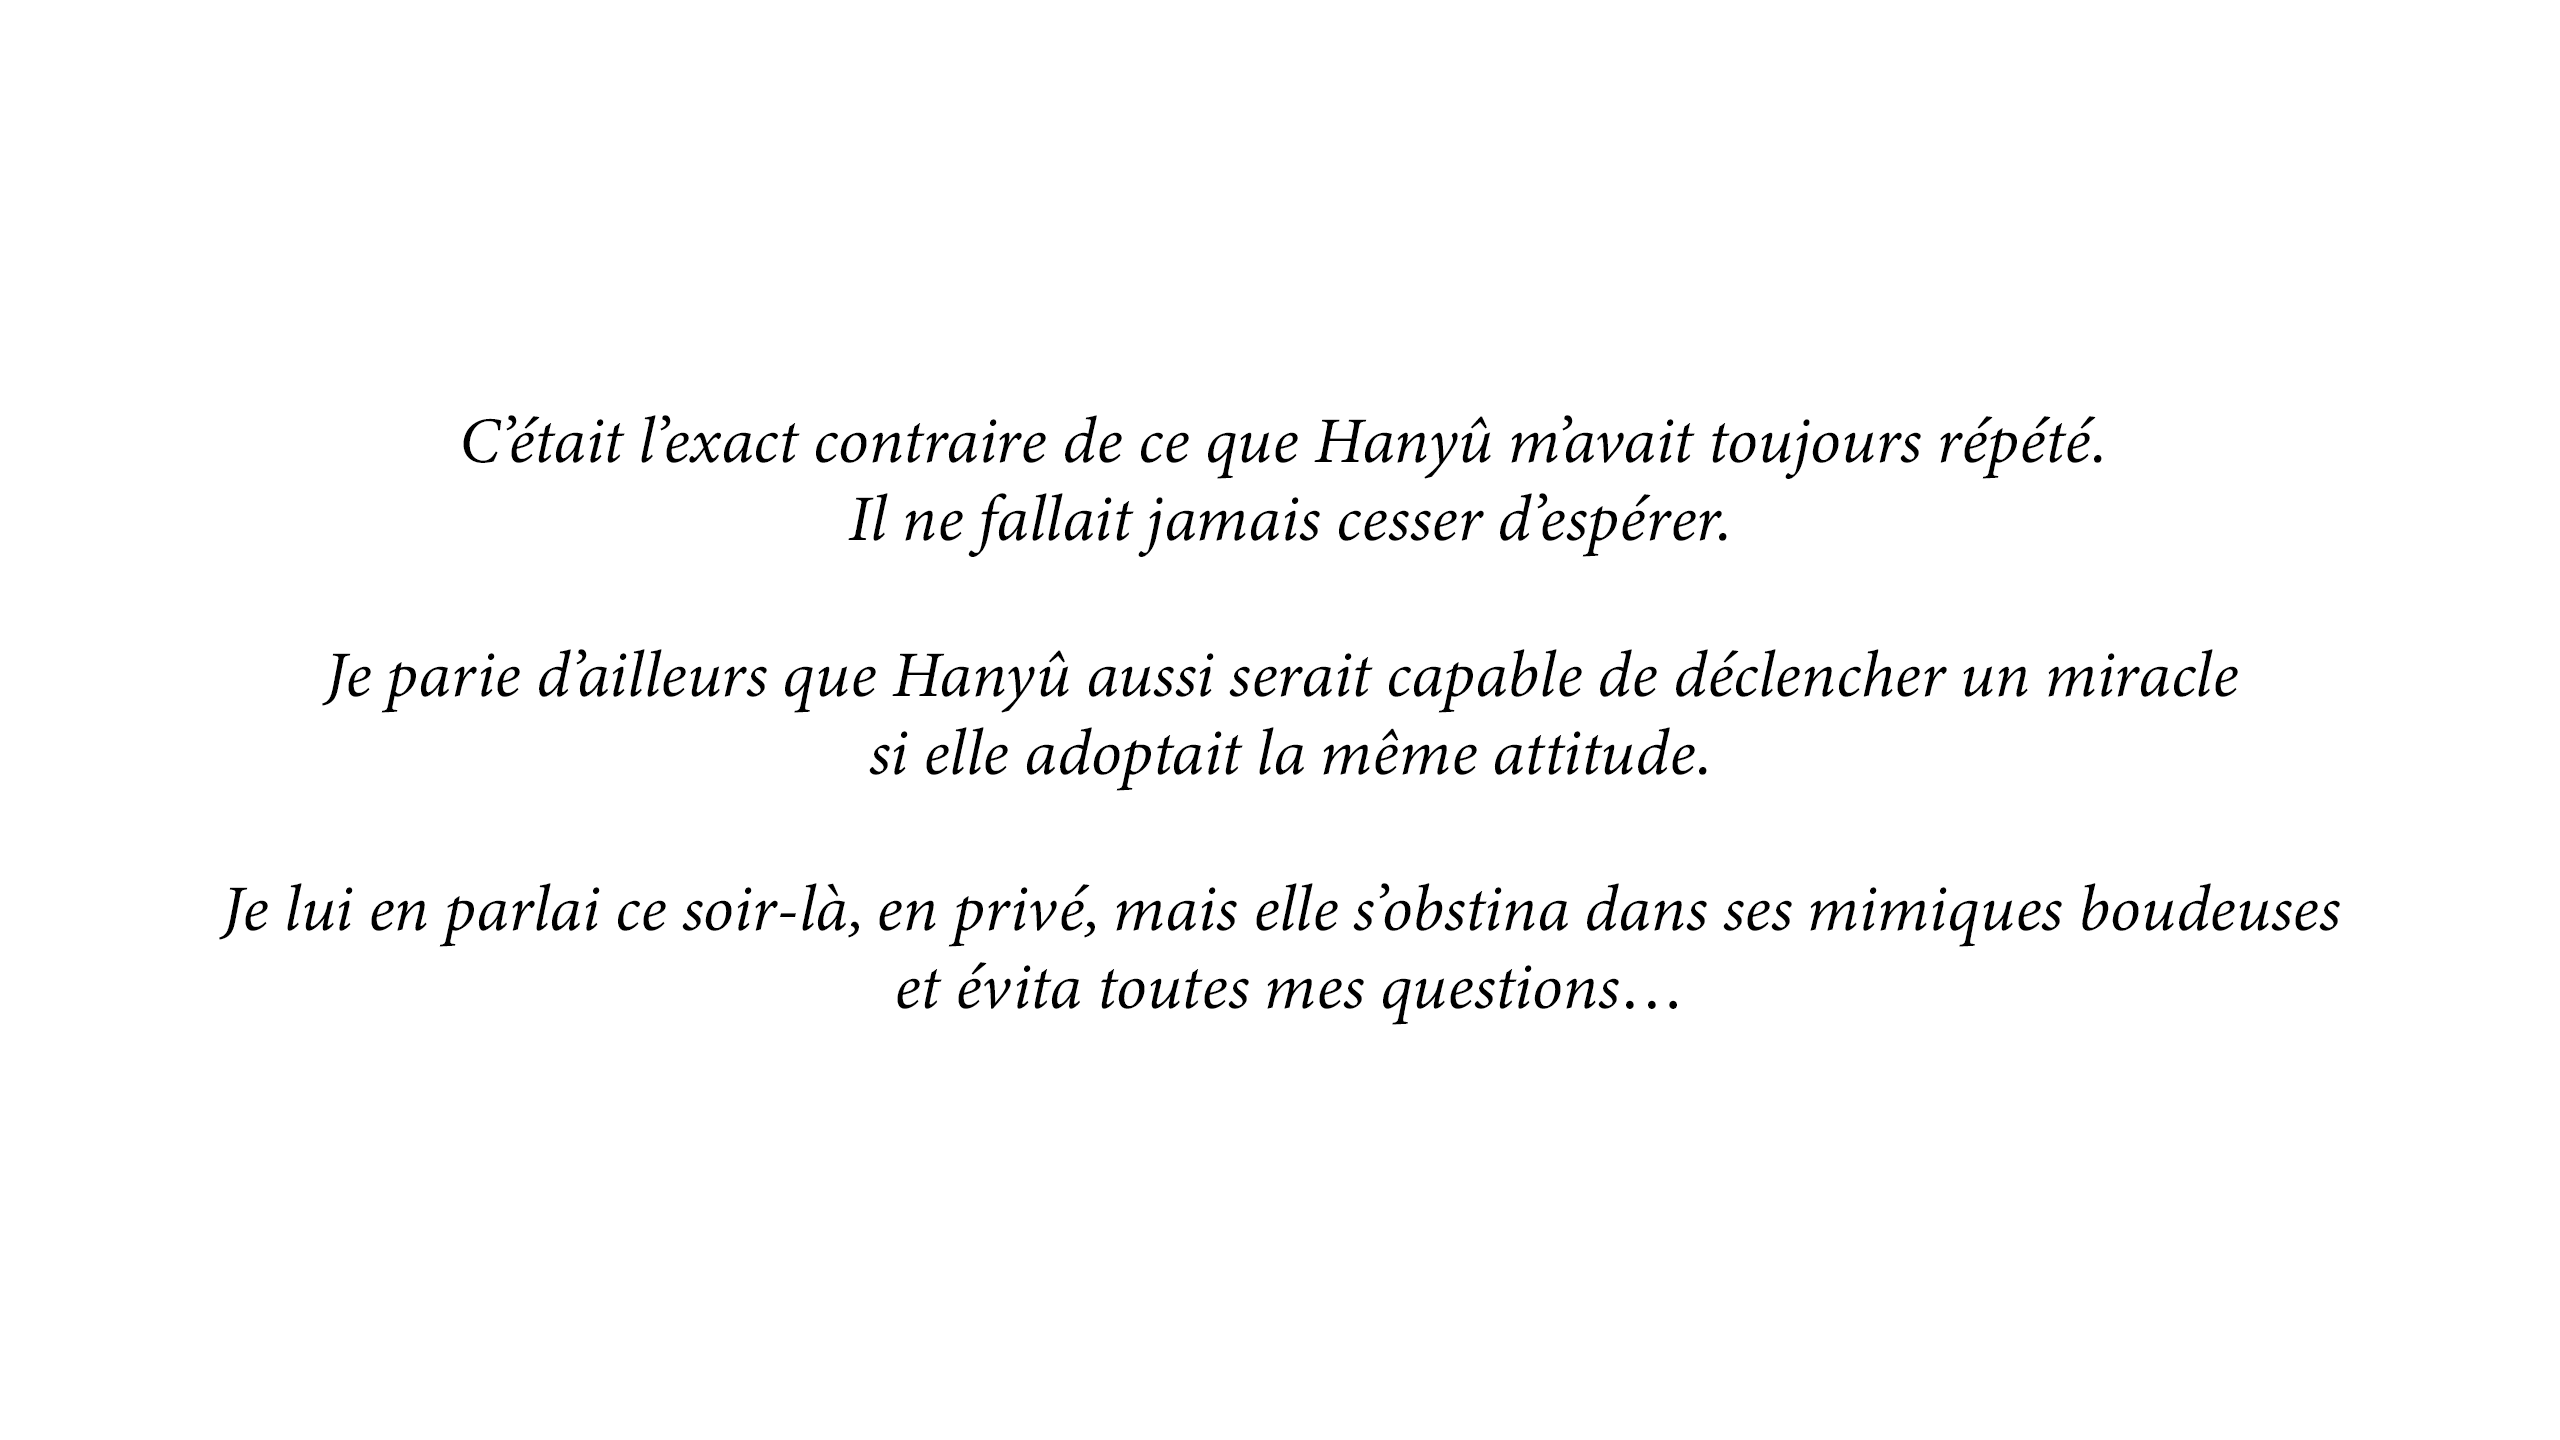 C’était l’exact contraire de ce que Hanyû m’avait toujours répété.
Il ne fallait jamais cesser d’espérer.
Je parie d’ailleurs que Hanyû aussi serait capable de déclencher un miracle
si elle adoptait la même attitude.
Je lui en parlai ce soir-là, en privé, mais elle s’obstina dans ses mimiques boudeuses
et évita toutes mes questions…